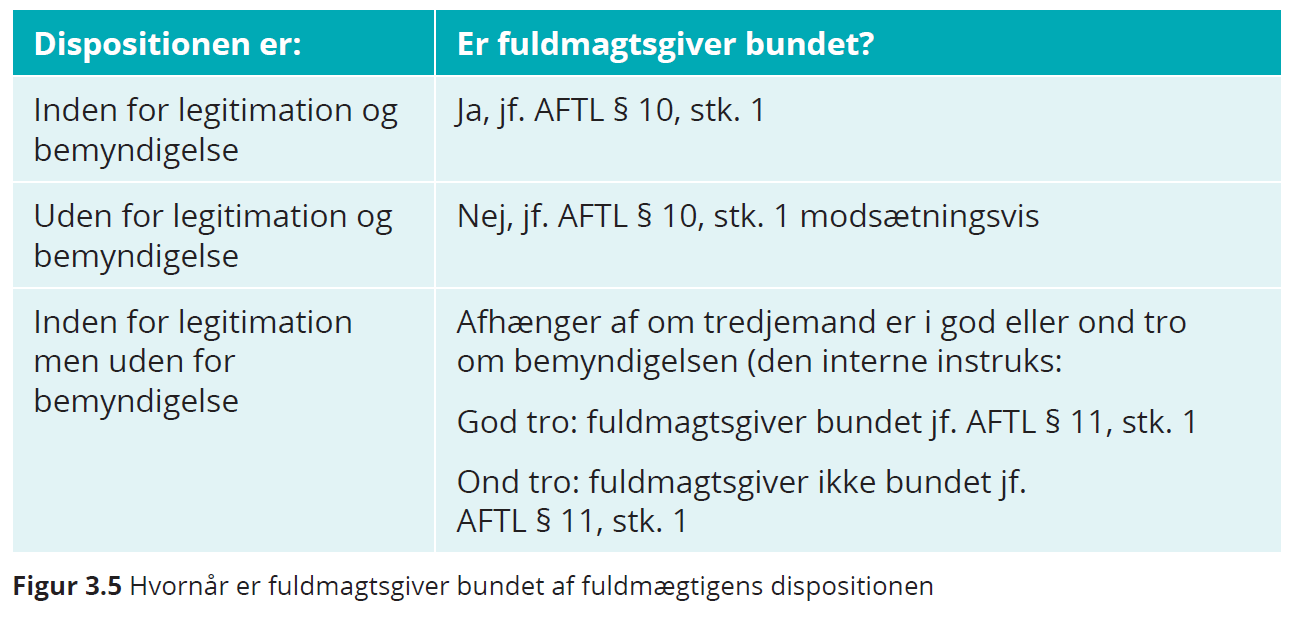 Dispositionen er:
Er fuldmagtsgiver bundet?
Inden for legitimation og
bemyndigelse
Ja, jf. AFTL § 10, stk. 1
Uden for legitimation og
bemyndigelse
Nej, jf. AFTL § 10, stk. 1 modsætningsvis
Inden for legitimation
men uden for
bemyndigelse
Afhænger af om tredjemand er i god eller ond tro
om bemyndigelsen (den interne instruks:
God tro: fuldmagtsgiver bundet jf. AFTL § 11, stk. 1
Ond tro: fuldmagtsgiver ikke bundet jf.
AFTL § 11, stk. 1
Figur 3.5 Hvornår er fuldmagtsgiver bundet af fuldmægtigens dispositionen